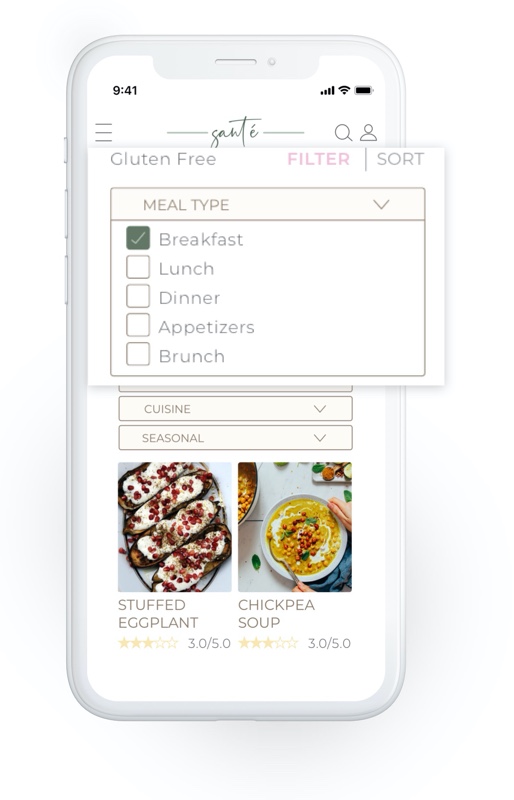 9:41
santé
Gluten Free FILTER | SORT
MEAL TYPE
Breakfast
Lunch
Dinner
Appetizers
Brunch
CUISINE
SEASONAL
STUFFED
EGGPLANT
3.0/5.0
CHICKPEA
SOUP
3.0/5.0